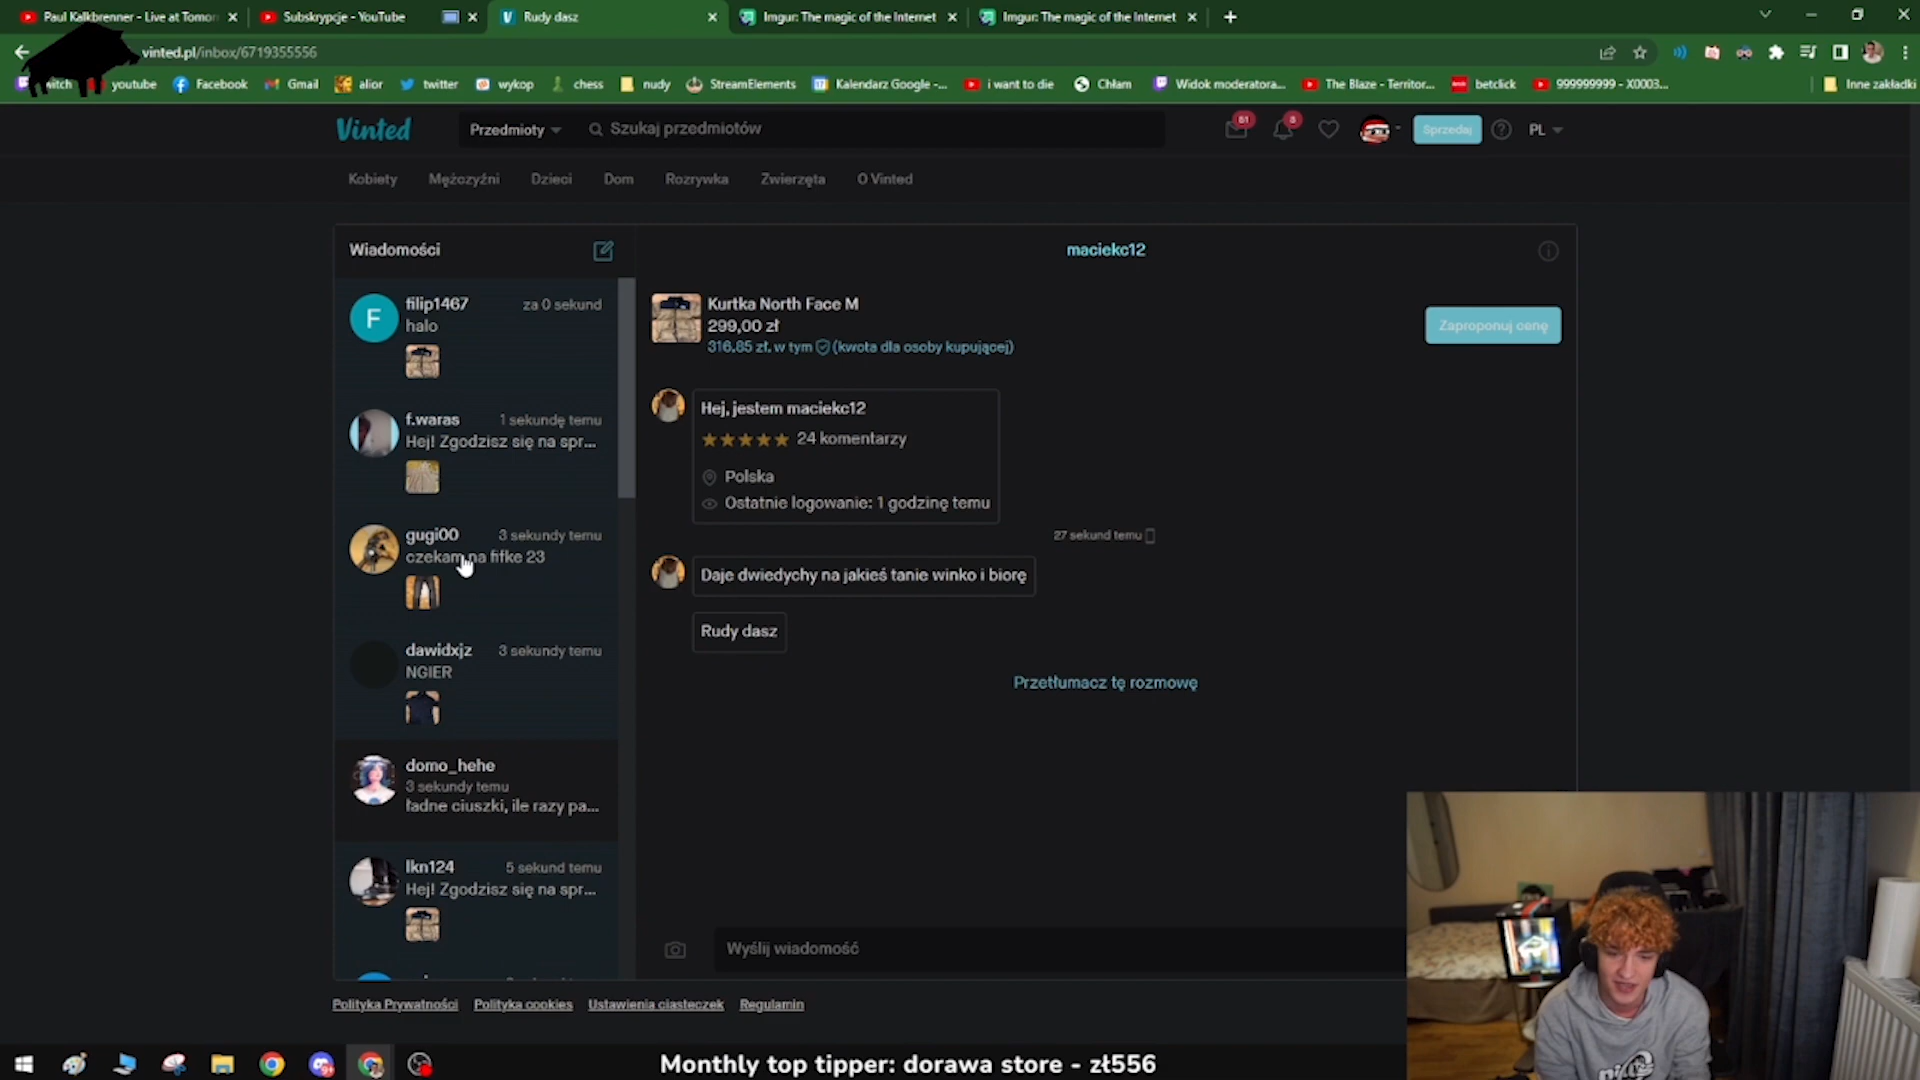 Paul Kalkbrenner - Live at Tomor
Subskrypcje - YouTube
Rudy dasz
Imgur: The magic of the Internet
Imgur: The magic of the Internet
vinted.pl/inbox/6719355556
witch
youtube
Facebook
Gmail
alior
twitter
wykop
chess
nudy
StreamElements
Kalendarz Google -...
i want to die
Chłam
Widok moderatora...
The Blaze - Territor...
betclick
999999999 - X0003...
Inne zakładki
Vinted
Przedmioty
Szukaj przedmiotów
61
8
Sprzedaj
PL
Kobiety
Mężczyźni
Dzieci
Dom
Rozrywka
Zwierzęta
O Vinted
Wiadomości
maciekc12
F
filip1467
za 0 sekund
halo
f.waras
1 sekundę temu
Hej! Zgodzisz się na spr...
gugi00
3 sekundy temu
czekam na fifke 23
dawidxjz
3 sekundy temu
NGIER
domo_hehe
3 sekundy temu
ładne ciuszki, ile razy pa...
lkn124
5 sekund temu
Hej! Zgodzisz się na spr...
Kurtka North Face M
299,00 zł
316.85 zł. w tym (kwota dla osoby kupującej)
Zaproponuj cenę
Hej, jestem maciekc12
24 komentarzy
Polska
Ostatnie logowanie: 1 godzinę temu
27 sekund temu
Daje dwiedychy na jakieś tanie winko i biorę
Rudy dasz
Przetłumacz tę rozmowę
Wyślij wiadomość
Polityka Prywatności
Polityka cookies
Ustawienia ciasteczek
Regulamin
Monthly top tipper: dorawa store - zł556